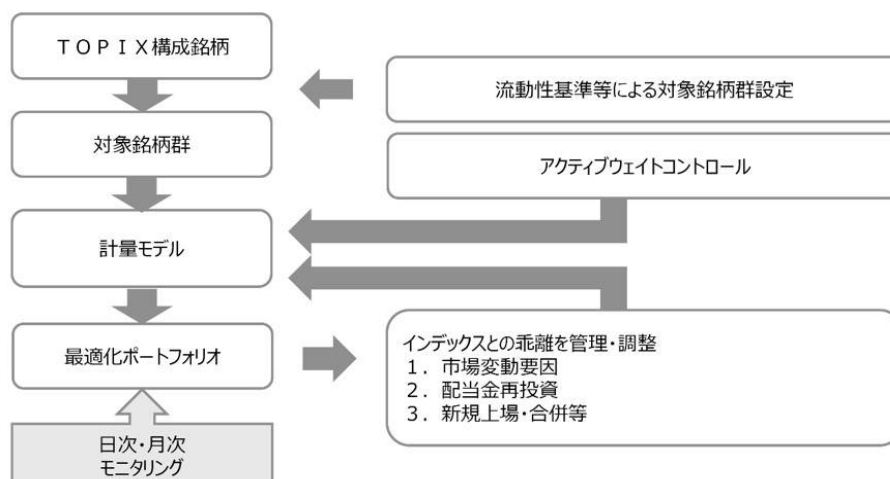 ＴＯＰＩＸ構成銘柄
流動性基準等による対象銘柄群設定
対象銘柄群
アクティブウェイトコントロール
計量モデル
最適化ポートフォリオ
インデックスとの乖離を管理・調整
１．市場変動要因
２．配当金再投資
３．新規上場・合併等
日次・月次
モニタリング